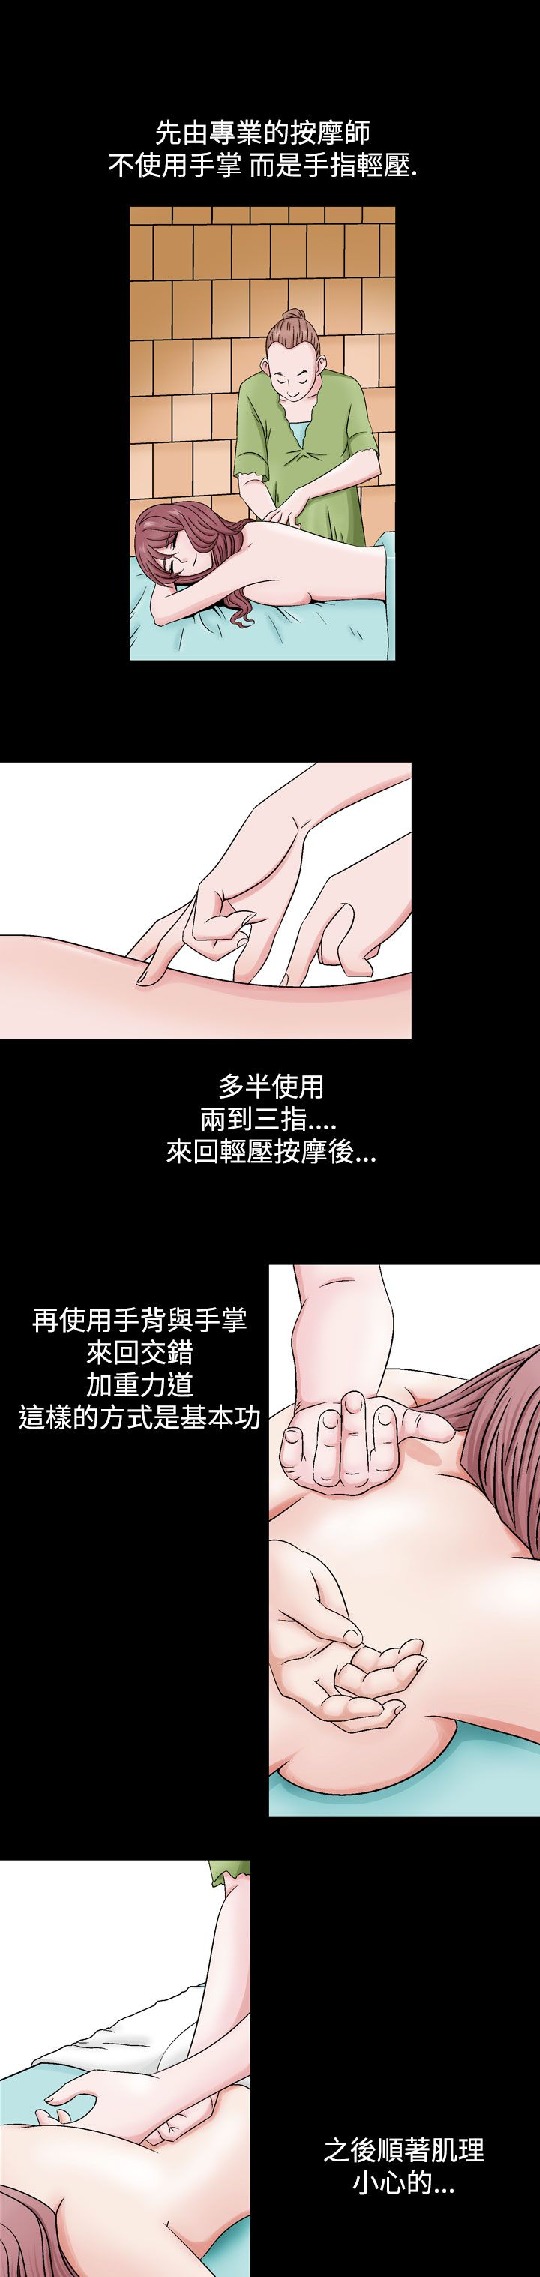 先由專業的按摩師
不使用手掌 而是手指輕壓.
多半使用
兩到三指....
來回輕壓按摩後...
再使用手背與手掌
來回交錯
加重力道
這樣的方式是基本功
之後順著肌理
小心的...